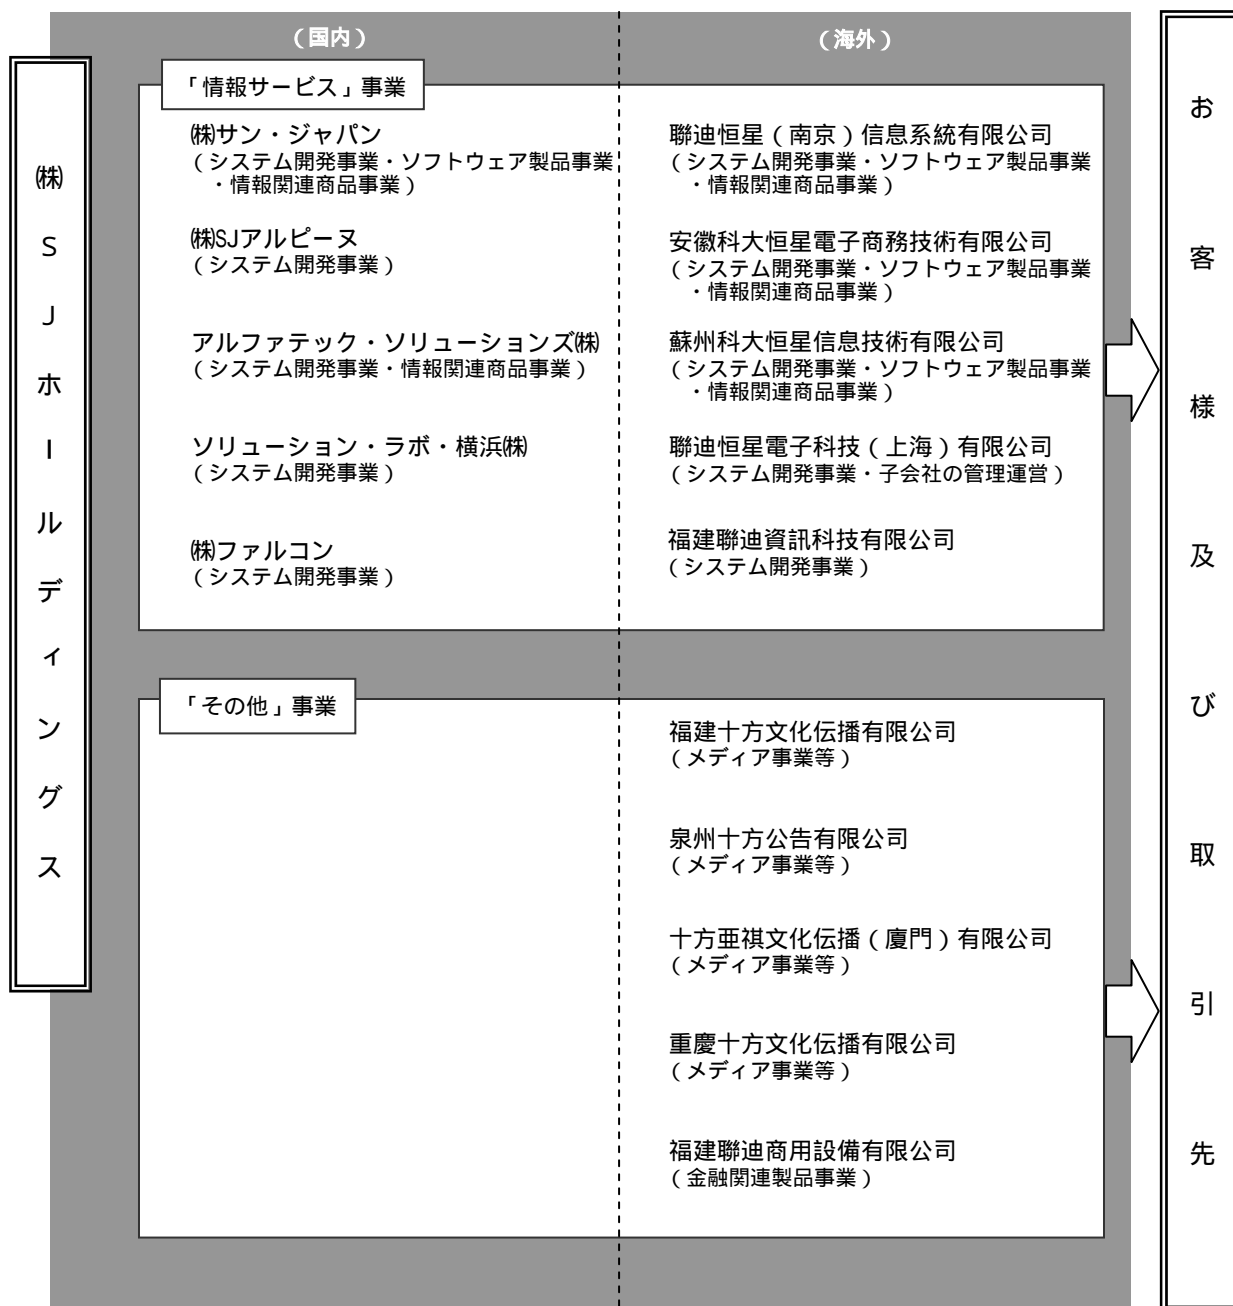 （国内）
（海外）
㈱ＳＪホールディングス
「情報サービス」事業
㈱サン・ジャパン
（システム開発事業・ソフトウェア製品事業
・情報関連商品事業）
㈱SJアルピーヌ
（システム開発事業）
アルファテック・ソリューションズ㈱
（システム開発事業・情報関連商品事業）
ソリューション・ラボ・横浜㈱
（システム開発事業）
㈱ファルコン
（システム開発事業）
聯迪恒星（南京）信息系統有限公司
（システム開発事業・ソフトウェア製品事業
・情報関連商品事業）
安徽科大恒星電子商務技術有限公司
（システム開発事業・ソフトウェア製品事業
・情報関連商品事業）
蘇州科大恒星信息技術有限公司
（システム開発事業・ソフトウェア製品事業
・情報関連商品事業）
聯迪恒星電子科技（上海）有限公司
（システム開発事業・子会社の管理運営）
福建聯迪資訊科技有限公司
（システム開発事業）
「その他」事業
福建十方文化伝播有限公司
（メディア事業等）
泉州十方公告有限公司
（メディア事業等）
十方亜祺文化伝播（廈門）有限公司
（メディア事業等）
重慶十方文化伝播有限公司
（メディア事業等）
福建聯迪商用設備有限公司
（金融関連製品事業）
お客様及び取引先